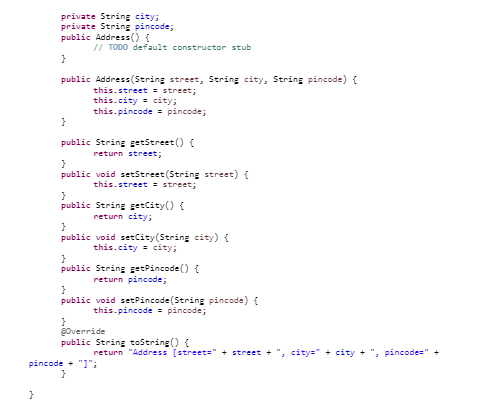 private String city;
private String pincode;
public Address() {
// TODO default constructor stub
}
public Address(String street, String city, String pincode) {
this.street = street;
this.city = city;
this.pincode = pincode;
}
public String getStreet() {
return street;
}
public void setStreet(String street) {
this.street = street;
}
public String getCity() {
return city;
}
public void setCity(String city) {
this.city = city;
}
public String getPincode() {
return pincode;
}
public void setPincode(String pincode) {
this.pincode = pincode;
}
@Override
public String toString() {
return "Address [street=" + street + ", city=" + city + ", pincode=" +
pincode + "]";
}
}